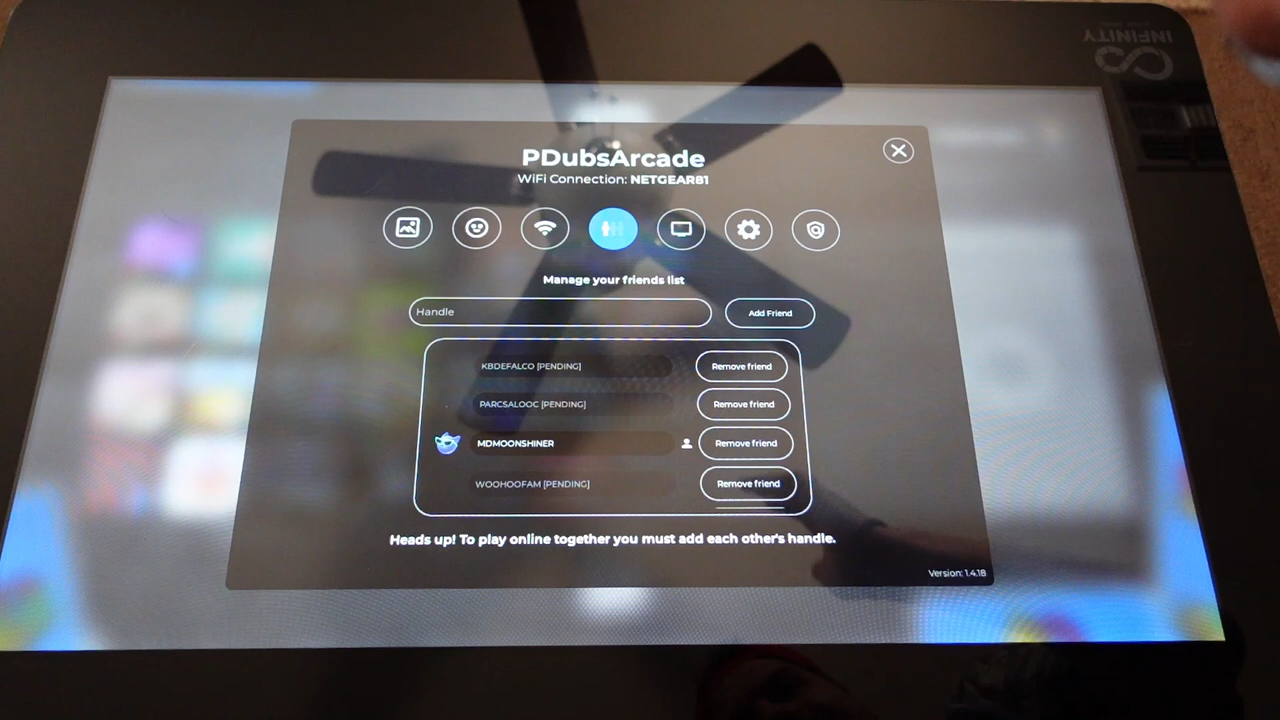 INFINITY
PDubsArcade
WiFi Connection: NETGEAR81
Manage your friends list
Handle
Add Friend
KBDEFALCO [PENDING]
Remove friend
PARCSALOOC [PENDING]
Remove friend
MDMOONSHINER
Remove friend
WOOHOOFAM [PENDING]
Remove friend
Heads up! To play online together you must add each other's handle.
Version: 1.4.18